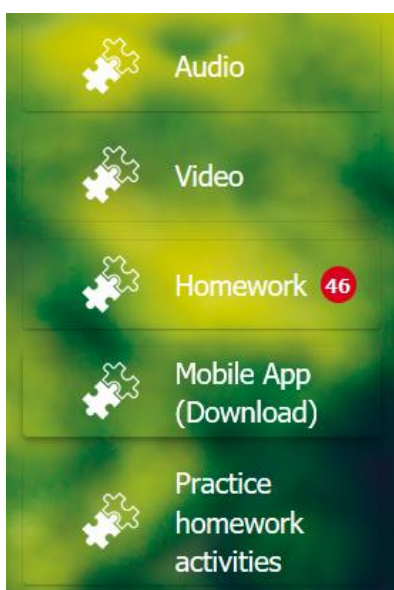 Audio
Video
Homework 46
Mobile App
(Download)
Practice
homework
activities